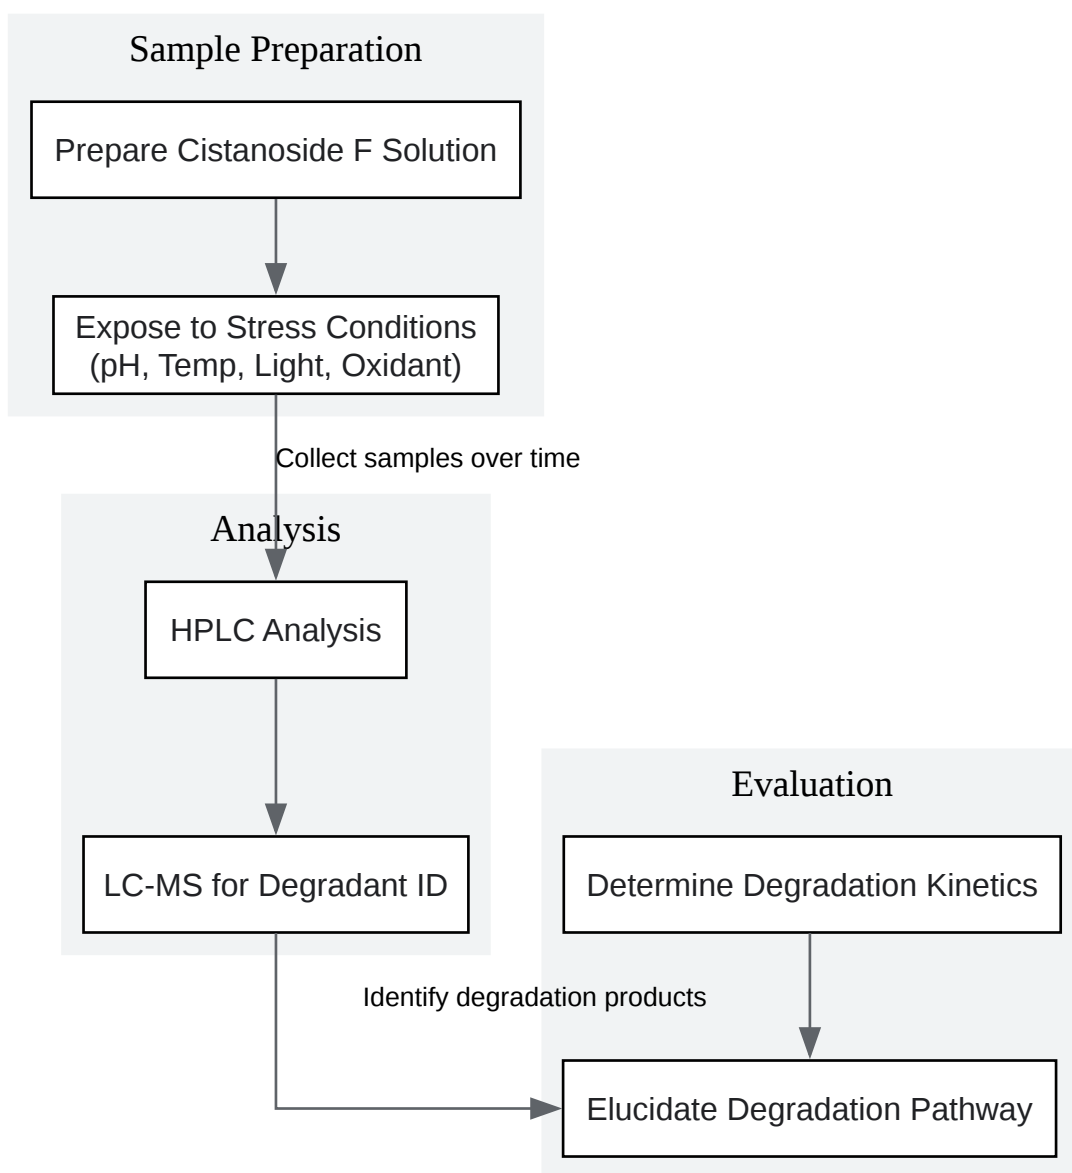 Sample Preparation
Prepare Cistanoside F Solution
Expose to Stress Conditions
(pH, Temp, Light, Oxidant)
Collect samples over time
Analysis
HPLC Analysis
LC-MS for Degradant ID
Evaluation
Determine Degradation Kinetics
Identify degradation products
Elucidate Degradation Pathway